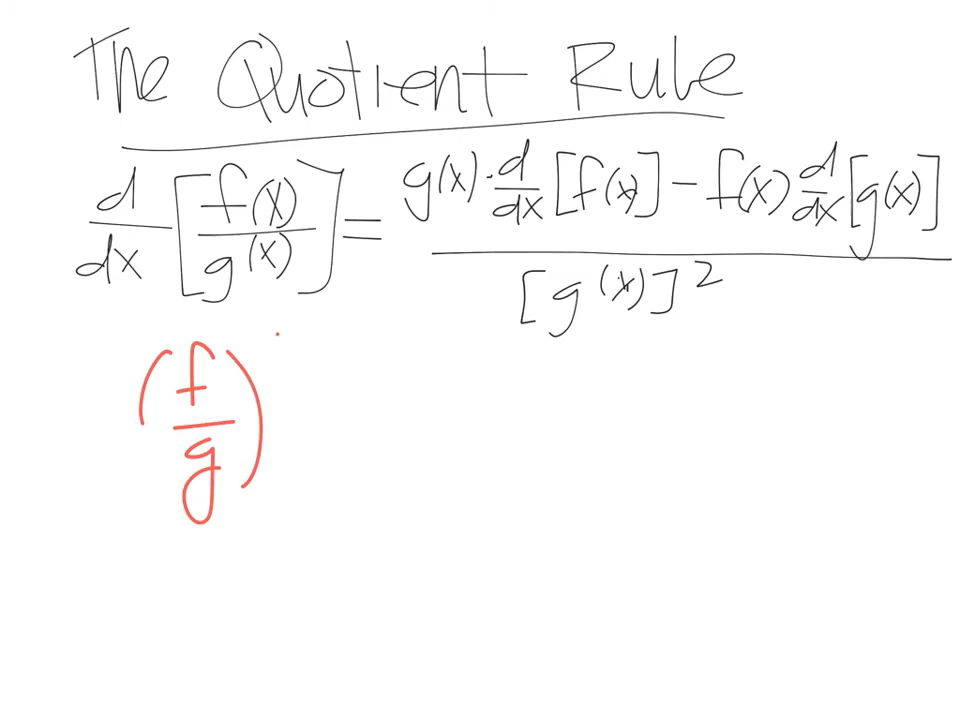 The Quotient Rule
d/dx [f(x)/g(x)] = g(x)·d/dx [f(x)] − f(x) d/dx [g(x)] / [g(x)]²
(f/g)